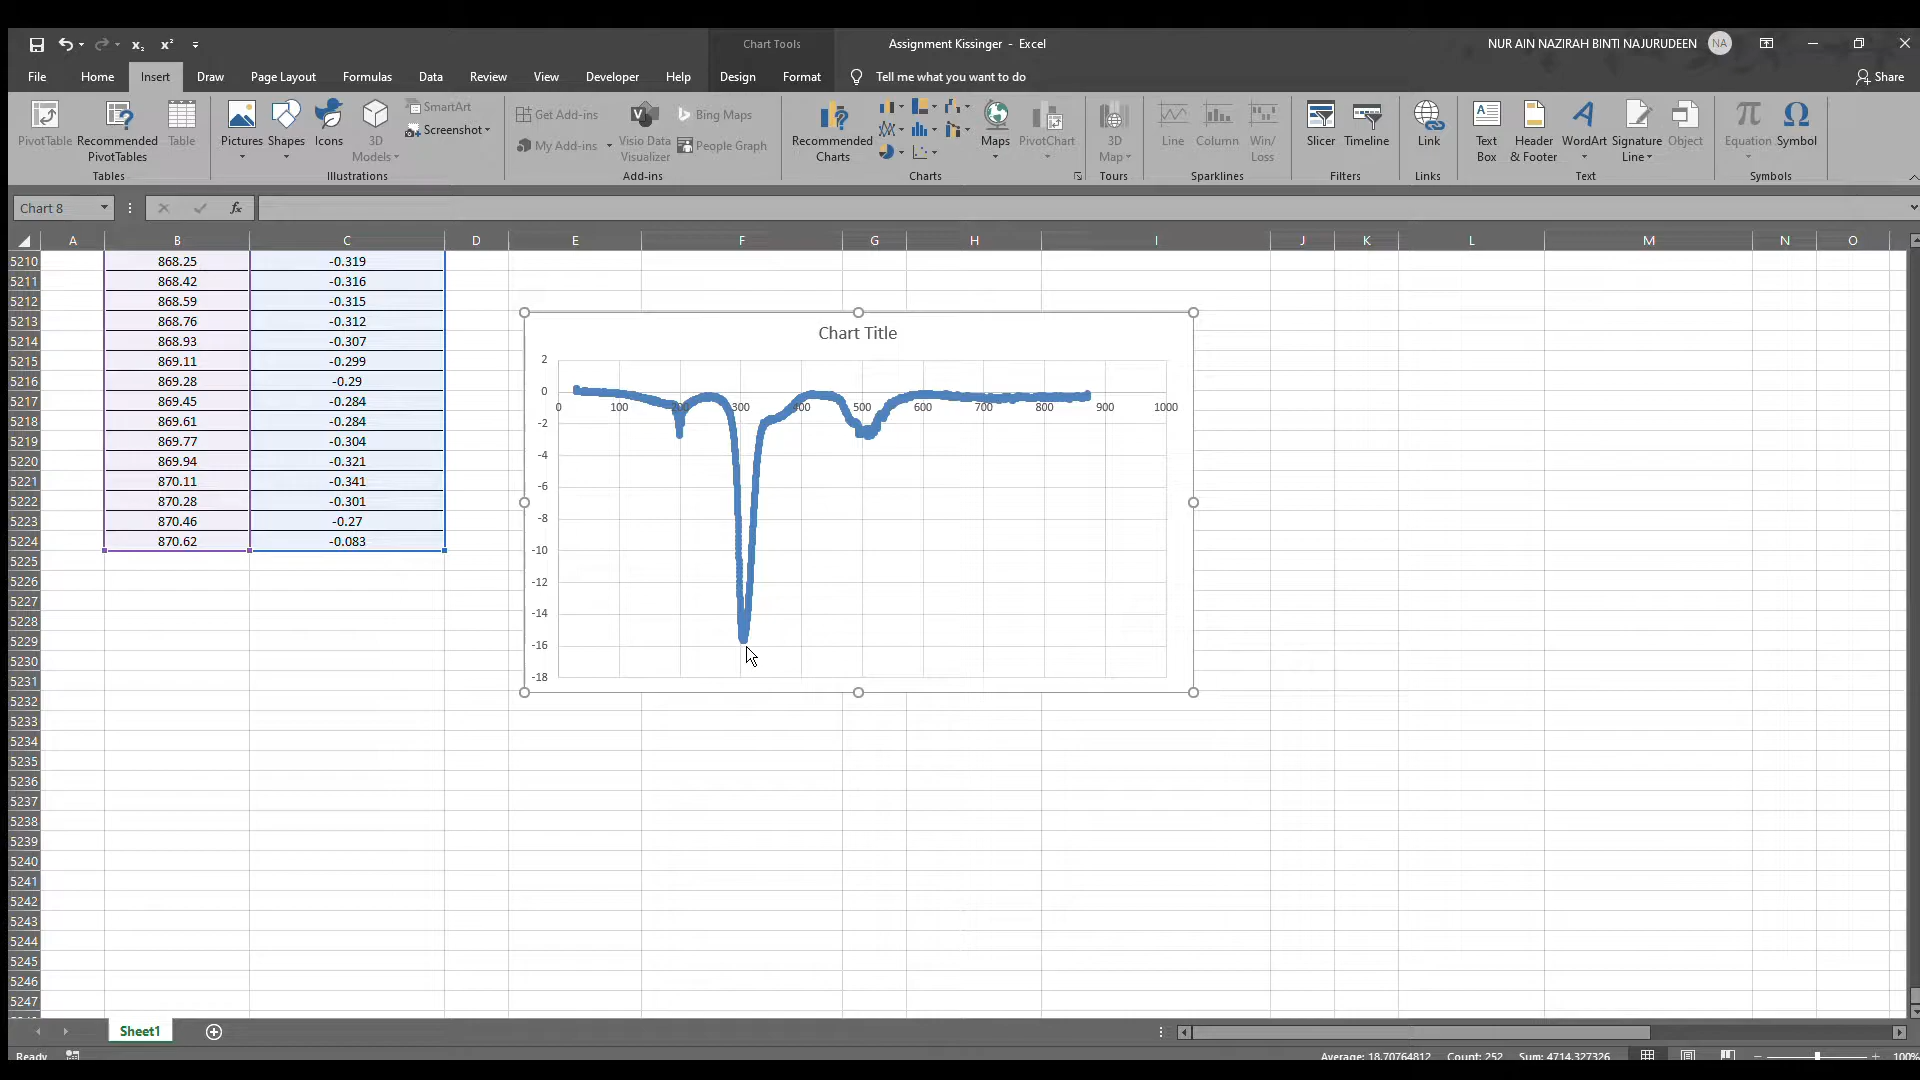 x₂ x² Chart Tools Assignment Kissinger - Excel NUR AIN NAZIRAH BINTI NAJURUDEEN NA
File Home Insert Draw Page Layout Formulas Data Review View Developer Help Design Format Tell me what you want to do Share
PivotTable Recommended PivotTables Table
Tables
Pictures Shapes Icons 3D Models SmartArt Screenshot
Illustrations
Get Add-ins My Add-ins Visio Data Visualizer Bing Maps People Graph
Add-ins
Recommended Charts Maps PivotChart
Charts
3D Map
Tours
Line Column Win/Loss
Sparklines
Slicer Timeline
Filters
Link
Links
Text Box Header & Footer WordArt Signature Line Object
Text
Equation Symbol
Symbols
Chart 8 fx
A B C D E F G H I J K L M N O
5210 868.25 -0.319
5211 868.42 -0.316
5212 868.59 -0.315
5213 868.76 -0.312
5214 868.93 -0.307
5215 869.11 -0.299
5216 869.28 -0.29
5217 869.45 -0.284
5218 869.61 -0.284
5219 869.77 -0.304
5220 869.94 -0.321
5221 870.11 -0.341
5222 870.28 -0.301
5223 870.46 -0.27
5224 870.62 -0.083
5225
5226
5227
5228
5229
5230
5231
5232
5233
5234
5235
5236
5237
5238
5239
5240
5241
5242
5243
5244
5245
5246
5247
Chart Title
2
0
0 100 200 300 400 500 600 700 800 900 1000
-2
-4
-6
-8
-10
-12
-14
-16
-18
Sheet1
Ready Average: 18.70764812 Count: 252 Sum: 4714.327326 100%